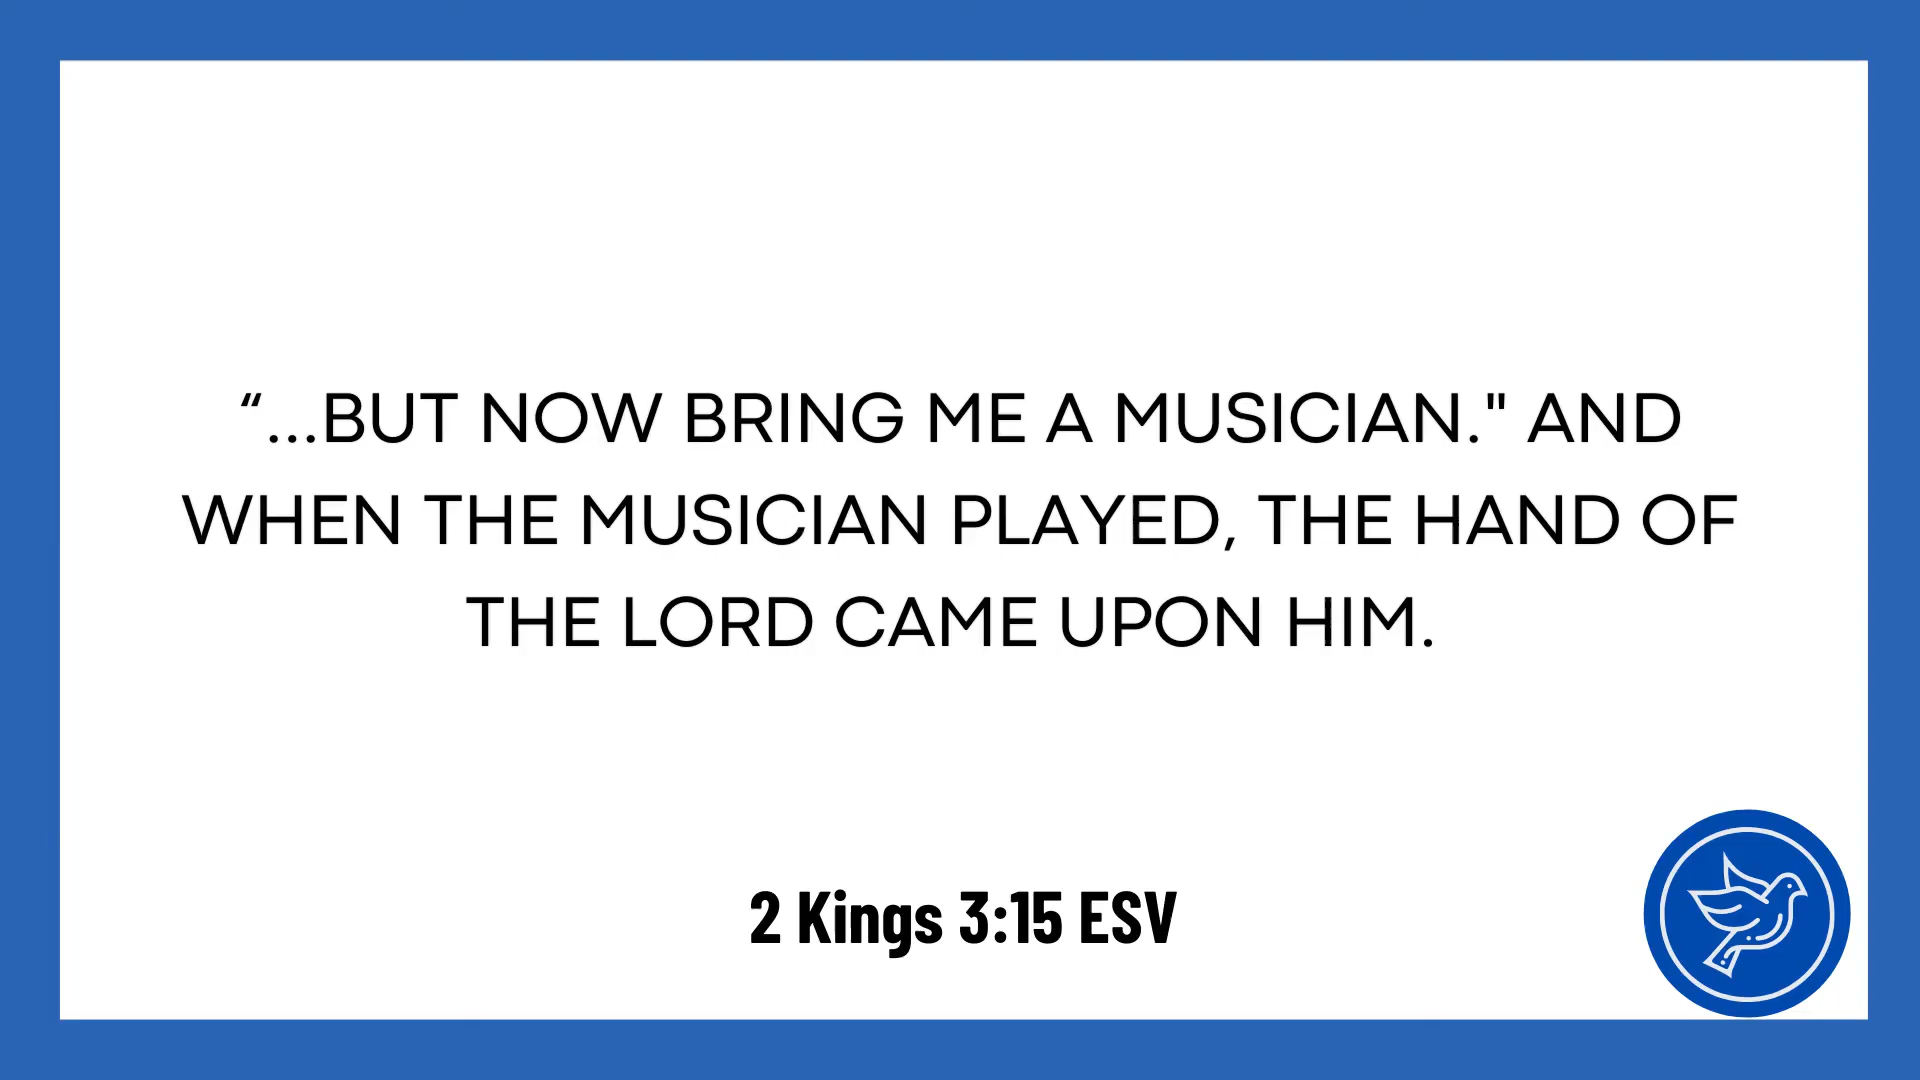 “...BUT NOW BRING ME A MUSICIAN." AND
WHEN THE MUSICIAN PLAYED, THE HAND OF
THE LORD CAME UPON HIM.
2 Kings 3:15 ESV